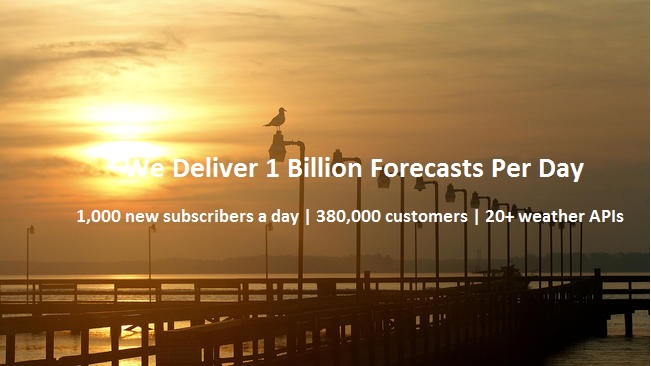 We Deliver 1 Billion Forecasts Per Day
1,000 new subscribers a day | 380,000 customers | 20+ weather APIs